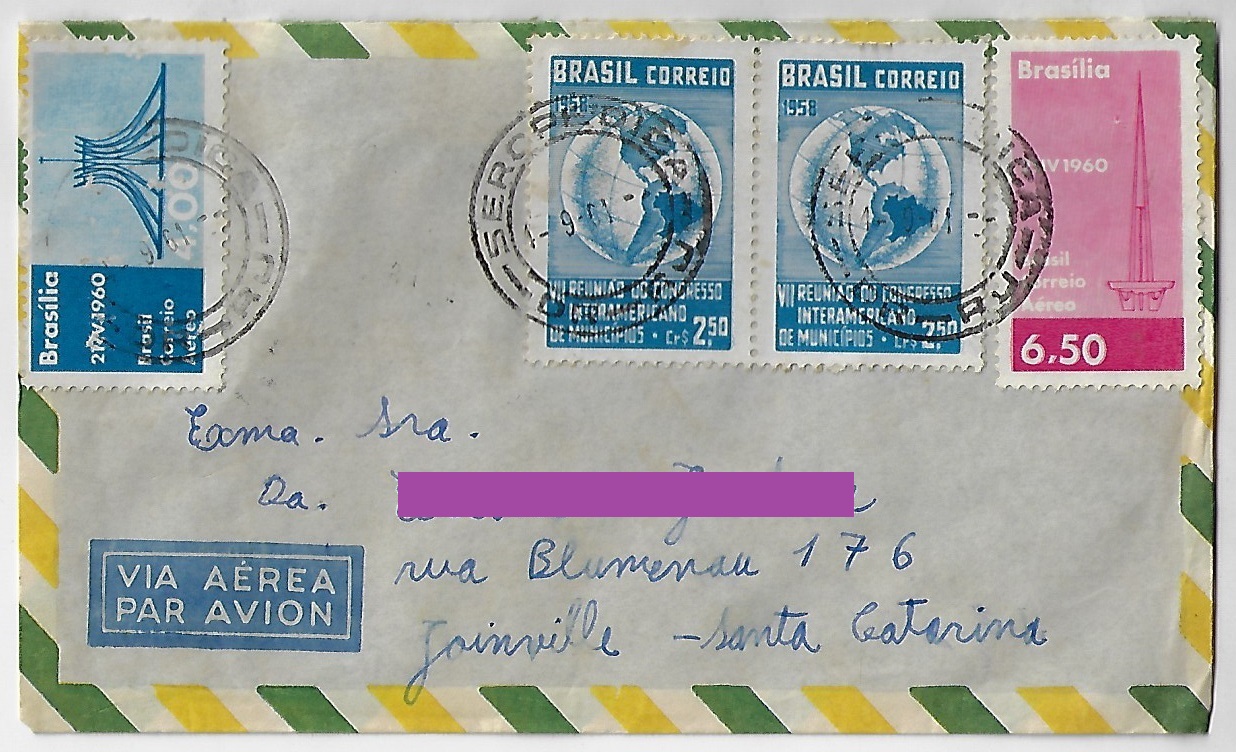 Brasília
21.IV.1960
Brasil
Correio
Aéreo
4,00
BRASIL CORREIO
1958
VII REUNIÃO DO CONGRESSO
INTERAMERICANO
DE MUNICÍPIOS · CR$ 2,50
BRASIL CORREIO
1958
VII REUNIÃO DO CONGRESSO
INTERAMERICANO
DE MUNICÍPIOS · CR$ 2,50
Brasília
IV 1960
Brasil
Correio
Aéreo
6,50
Exma. Sra.
Da.
rua Blumenau 176
Joinville - Santa Catarina
VIA AÉREA
PAR AVION